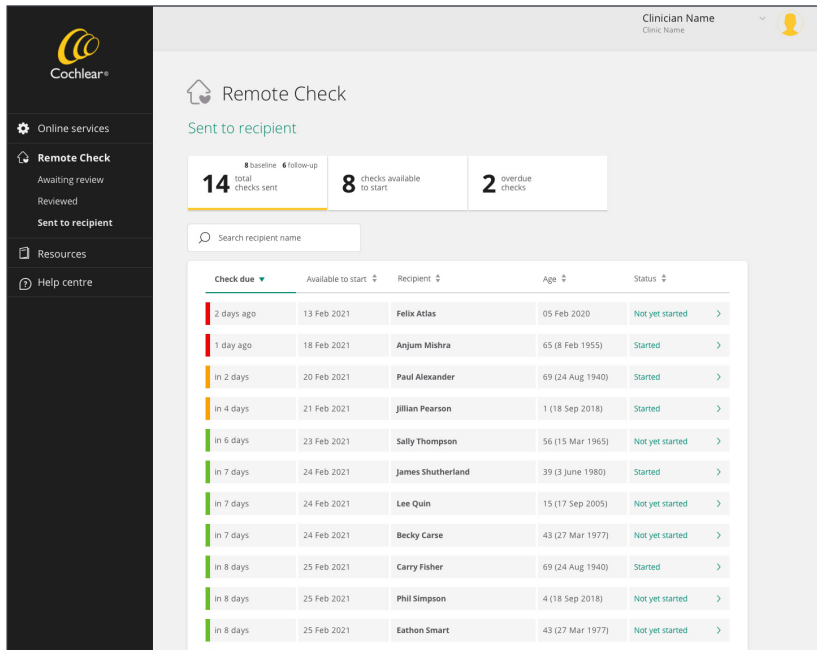 Clinician Name
Clinic Name
Cochlear®
Online services
Remote Check
Awaiting review
Reviewed
Sent to recipient
Resources
Help centre
Remote Check
Sent to recipient
8 baseline 6 follow-up
14 total checks sent
8 checks available to start
2 overdue checks
Search recipient name
Check due Available to start Recipient Age Status
2 days ago 13 Feb 2021 Felix Atlas 05 Feb 2020 Not yet started
1 day ago 18 Feb 2021 Anjum Mishra 65 (8 Feb 1955) Started
in 2 days 20 Feb 2021 Paul Alexander 69 (24 Aug 1940) Started
in 4 days 21 Feb 2021 Jillian Pearson 1 (18 Sep 2018) Started
in 6 days 23 Feb 2021 Sally Thompson 56 (15 Mar 1965) Not yet started
in 7 days 24 Feb 2021 James Shutherland 39 (3 June 1980) Started
in 7 days 24 Feb 2021 Lee Quin 15 (17 Sep 2005) Not yet started
in 7 days 24 Feb 2021 Becky Carse 43 (27 Mar 1977) Not yet started
in 8 days 25 Feb 2021 Carry Fisher 69 (24 Aug 1940) Started
in 8 days 25 Feb 2021 Phil Simpson 4 (18 Sep 2018) Not yet started
in 8 days 25 Feb 2021 Eathon Smart 43 (27 Mar 1977) Not yet started